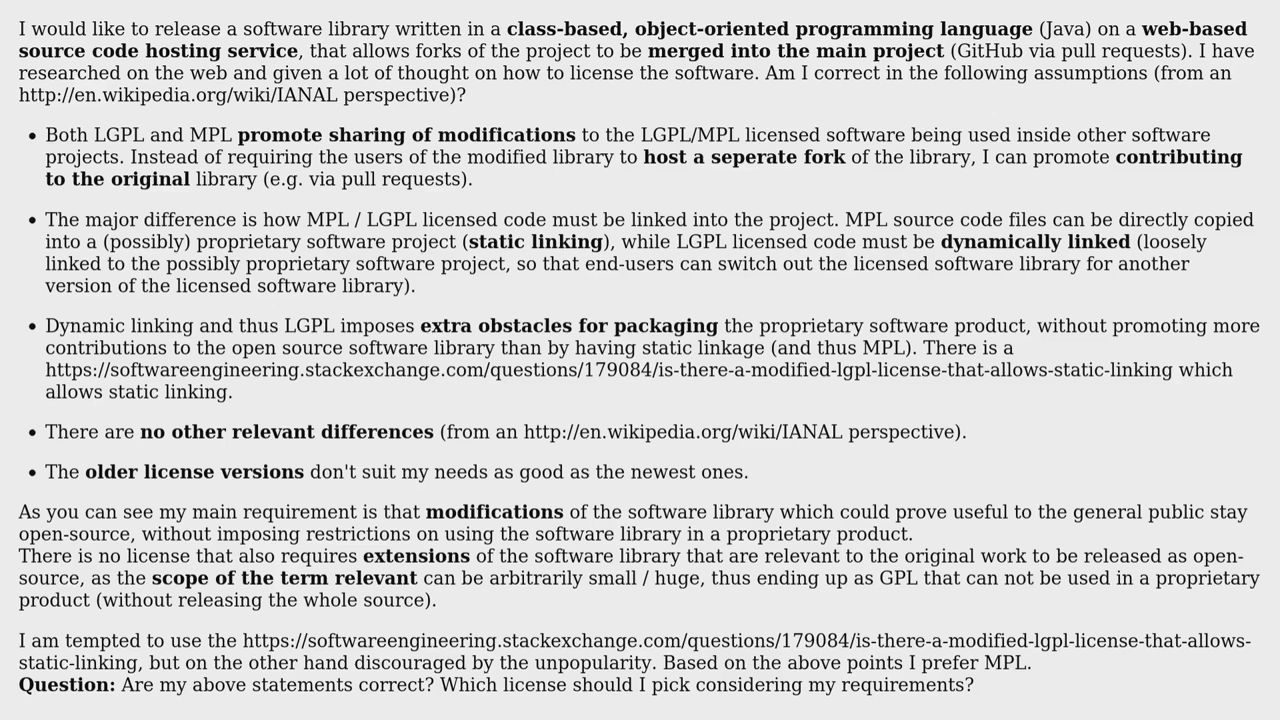 I would like to release a software library written in a class-based, object-oriented programming language (Java) on a web-based
source code hosting service, that allows forks of the project to be merged into the main project (GitHub via pull requests). I have
researched on the web and given a lot of thought on how to license the software. Am I correct in the following assumptions (from an
http://en.wikipedia.org/wiki/IANAL perspective)?
• Both LGPL and MPL promote sharing of modifications to the LGPL/MPL licensed software being used inside other software
projects. Instead of requiring the users of the modified library to host a seperate fork of the library, I can promote contributing
to the original library (e.g. via pull requests).
• The major difference is how MPL / LGPL licensed code must be linked into the project. MPL source code files can be directly copied
into a (possibly) proprietary software project (static linking), while LGPL licensed code must be dynamically linked (loosely
linked to the possibly proprietary software project, so that end-users can switch out the licensed software library for another
version of the licensed software library).
• Dynamic linking and thus LGPL imposes extra obstacles for packaging the proprietary software product, without promoting more
contributions to the open source software library than by having static linkage (and thus MPL). There is a
https://softwareengineering.stackexchange.com/questions/179084/is-there-a-modified-lgpl-license-that-allows-static-linking which
allows static linking.
• There are no other relevant differences (from an http://en.wikipedia.org/wiki/IANAL perspective).
• The older license versions don't suit my needs as good as the newest ones.
As you can see my main requirement is that modifications of the software library which could prove useful to the general public stay
open-source, without imposing restrictions on using the software library in a proprietary product.
There is no license that also requires extensions of the software library that are relevant to the original work to be released as open-
source, as the scope of the term relevant can be arbitrarily small / huge, thus ending up as GPL that can not be used in a proprietary
product (without releasing the whole source).
I am tempted to use the https://softwareengineering.stackexchange.com/questions/179084/is-there-a-modified-lgpl-license-that-allows-
static-linking, but on the other hand discouraged by the unpopularity. Based on the above points I prefer MPL.
Question: Are my above statements correct? Which license should I pick considering my requirements?